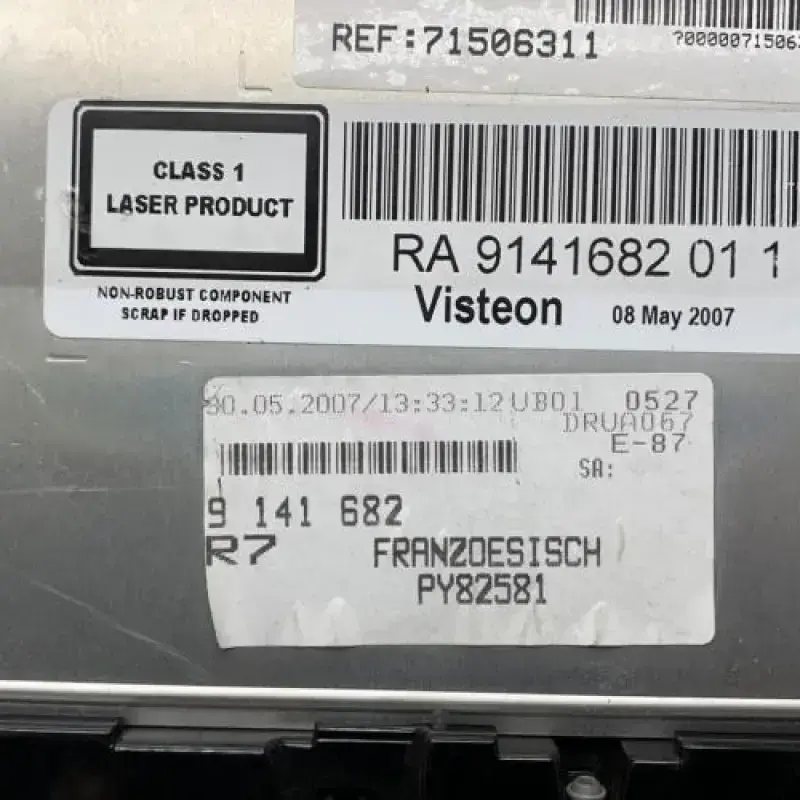 REF:71506311
CLASS 1
LASER PRODUCT
NON-ROBUST COMPONENT
SCRAP IF DROPPED
RA 9141682 01 1
Visteon 08 May 2007
30.05.2007/13:33:12 UB01 0527
DRUA067
E-87
SA:
9 141 682
R7 FRANZOESISCH
PY82581